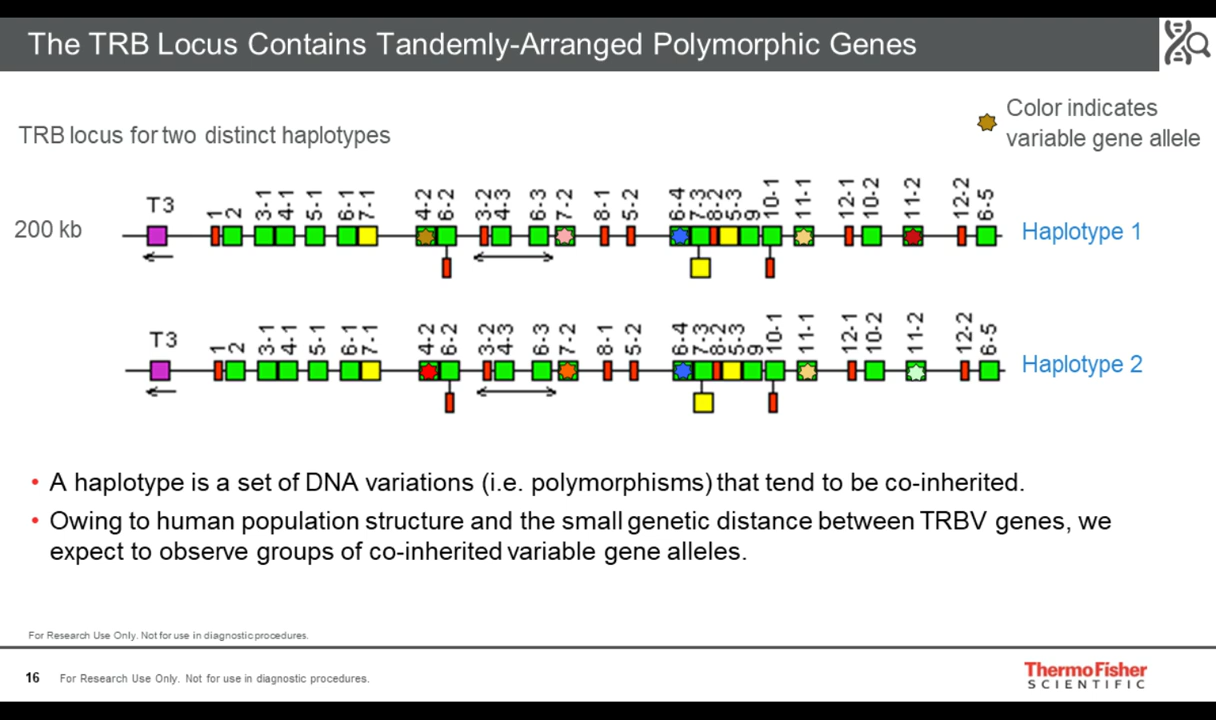 The TRB Locus Contains Tandemly-Arranged Polymorphic Genes
Color indicates
variable gene allele
TRB locus for two distinct haplotypes
T3 1 2 3-1 4-1 5-1 6-1 7-1 4-2 6-2 3-2 4-3 6-3 7-2 8-1 5-2 6-4 7-3 8-2 5-3 9 10-1 11-1 12-1 10-2 11-2 12-2 6-5
200 kb
Haplotype 1
T3 1 2 3-1 4-1 5-1 6-1 7-1 4-2 6-2 3-2 4-3 6-3 7-2 8-1 5-2 6-4 7-3 8-2 5-3 9 10-1 11-1 12-1 10-2 11-2 12-2 6-5
Haplotype 2
• A haplotype is a set of DNA variations (i.e. polymorphisms) that tend to be co-inherited.
• Owing to human population structure and the small genetic distance between TRBV genes, we
expect to observe groups of co-inherited variable gene alleles.
For Research Use Only. Not for use in diagnostic procedures.
16 For Research Use Only. Not for use in diagnostic procedures.
ThermoFisher
SCIENTIFIC